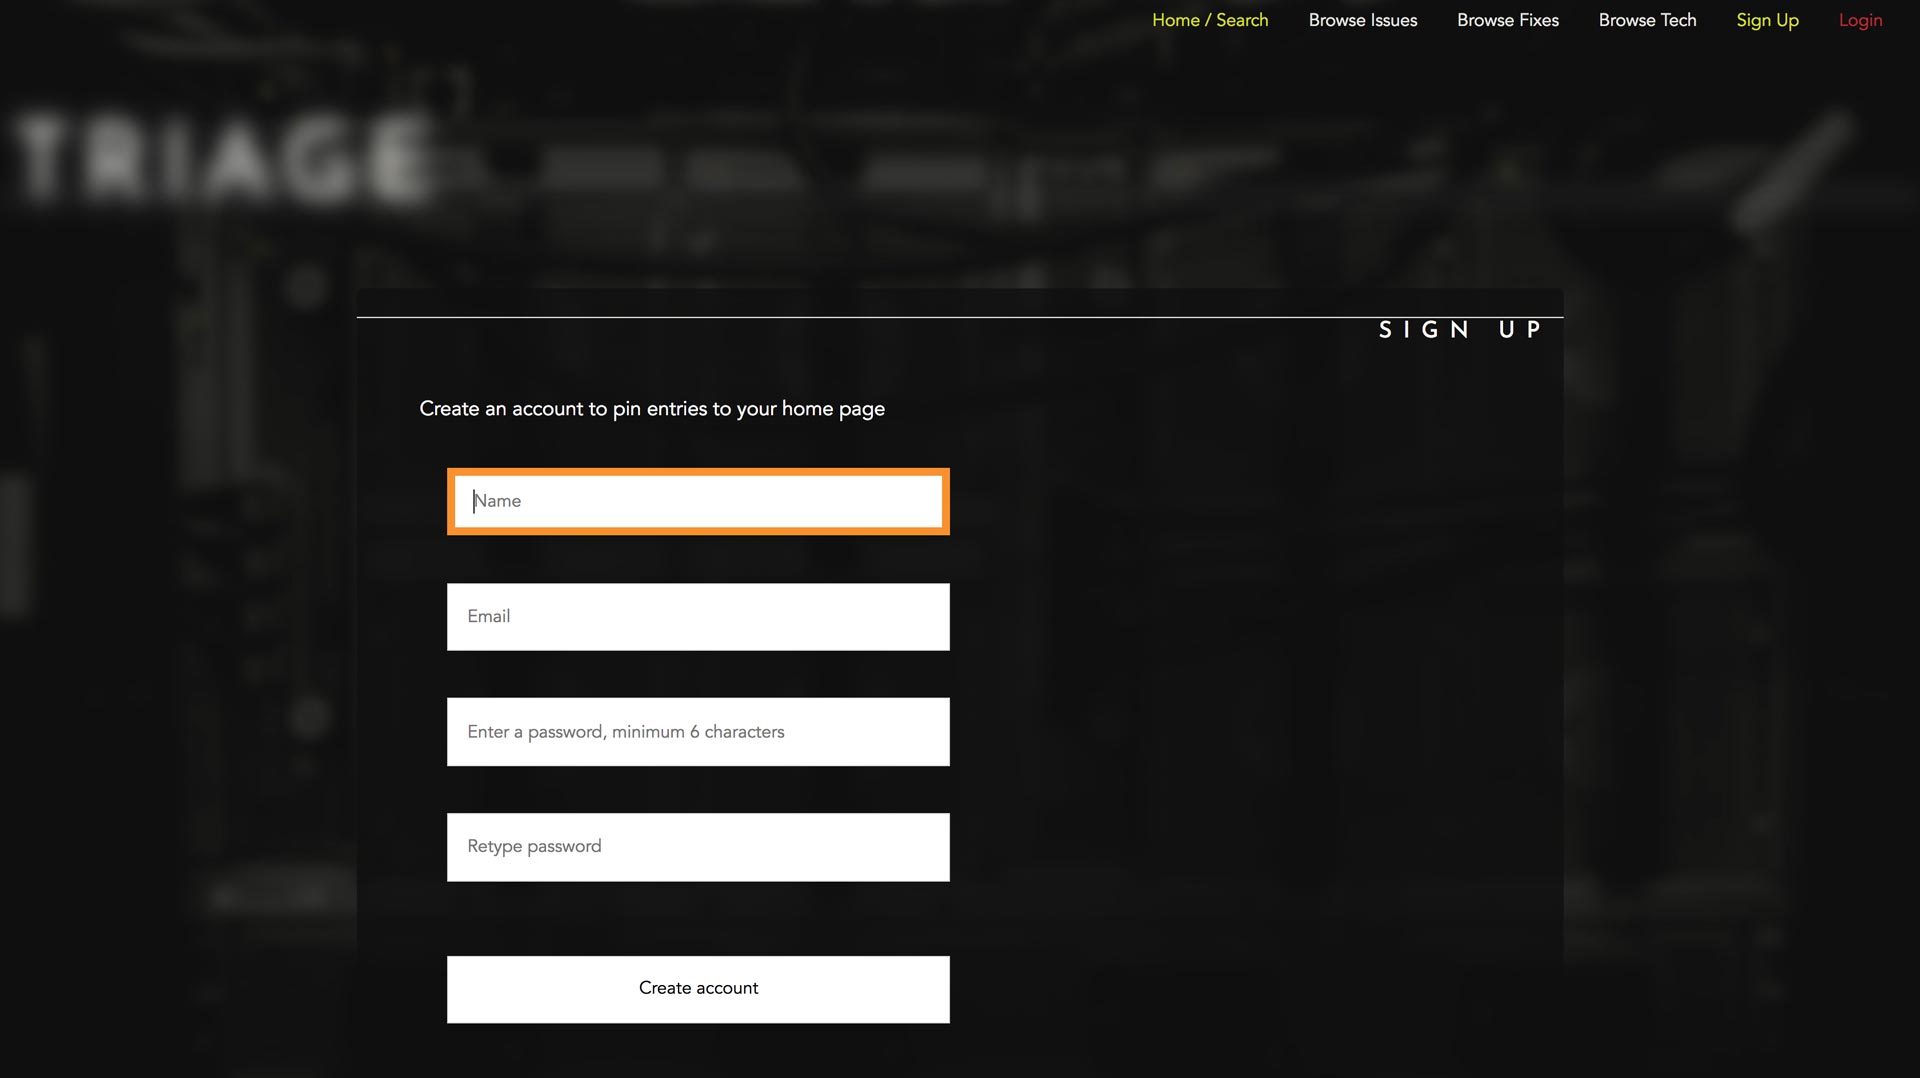 Home / Search Browse Issues Browse Fixes Browse Tech Sign Up Login
TRIAGE
SIGN UP
Create an account to pin entries to your home page
Name
Email
Enter a password, minimum 6 characters
Retype password
Create account